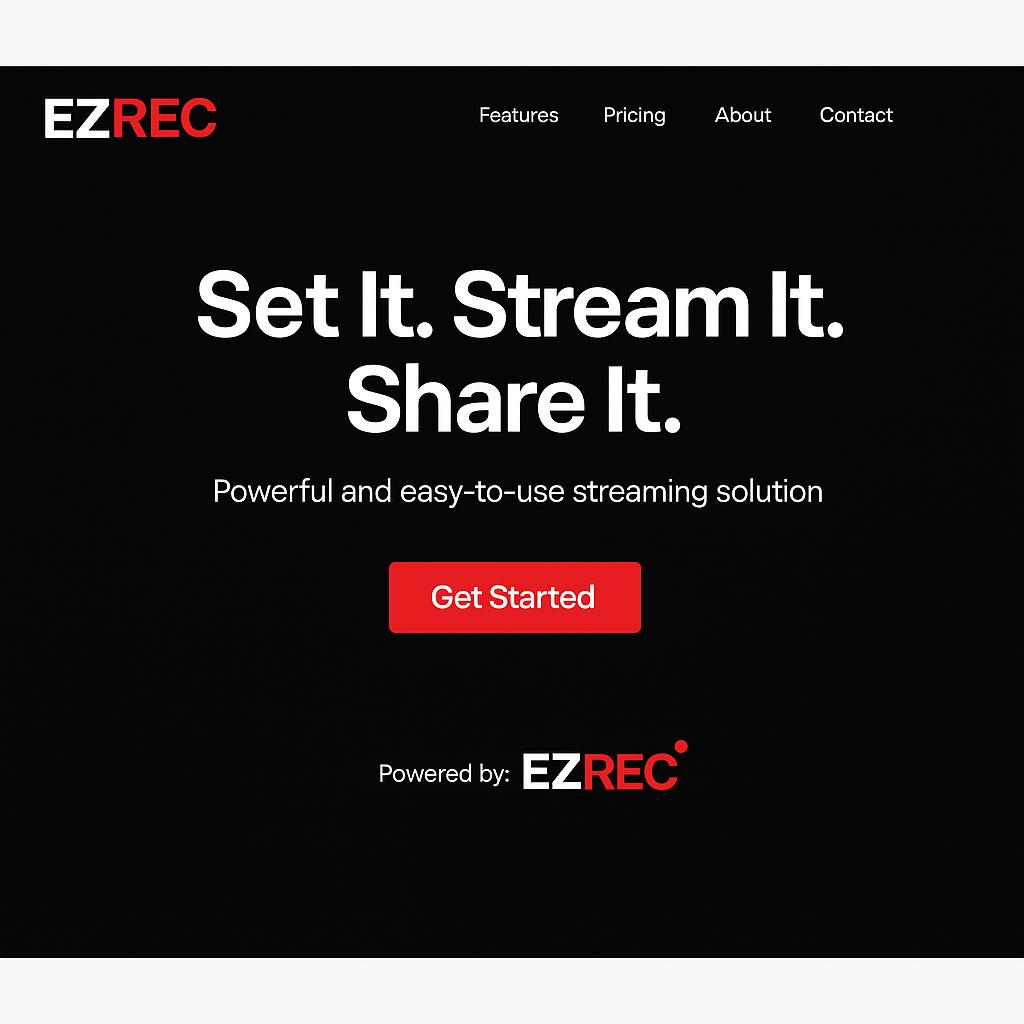 EZREC Features Pricing About Contact
Set It. Stream It.
Share It.
Powerful and easy-to-use streaming solution
Get Started
Powered by: EZREC